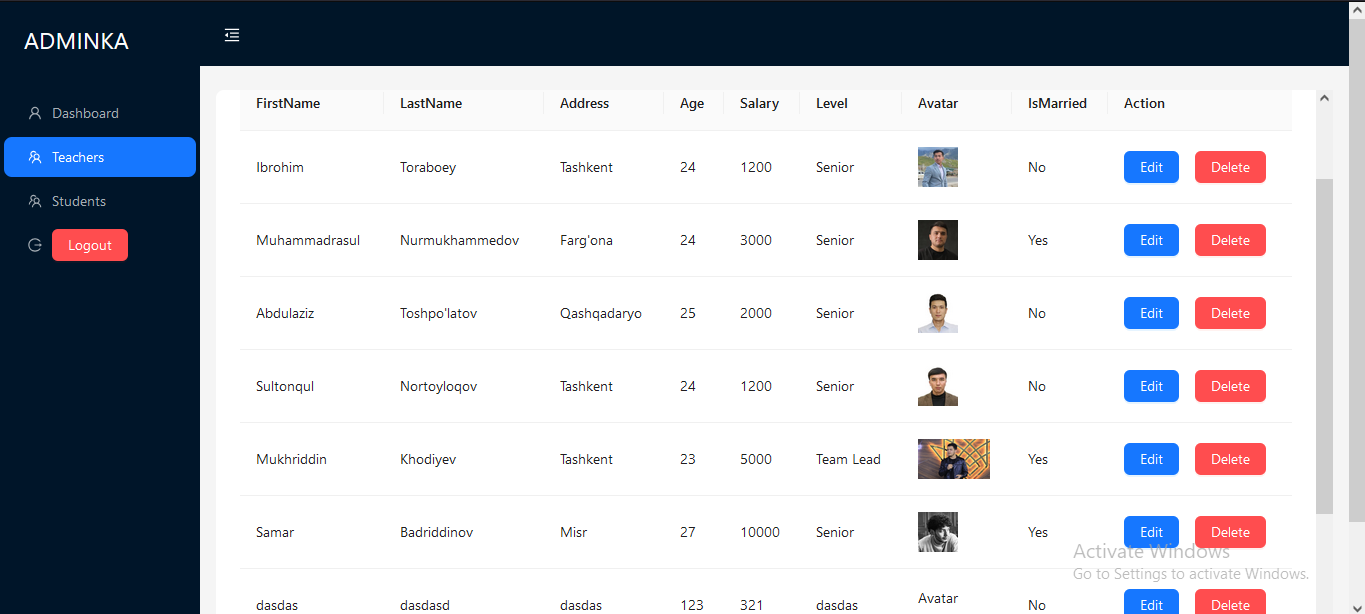 ADMINKA
Dashboard
Teachers
Students
Logout
FirstName LastName Address Age Salary Level Avatar IsMarried Action
Ibrohim Toraboey Tashkent 24 1200 Senior No Edit Delete
Muhammadrasul Nurmukhammedov Farg'ona 24 3000 Senior Yes Edit Delete
Abdulaziz Toshpo'latov Qashqadaryo 25 2000 Senior No Edit Delete
Sultonqul Nortoyloqov Tashkent 24 1200 Senior No Edit Delete
Mukhriddin Khodiyev Tashkent 23 5000 Team Lead Yes Edit Delete
Samar Badriddinov Misr 27 10000 Senior Yes Edit Delete
dasdas dasdasd dasdas 123 321 dasdas Avatar No Edit Delete
Activate Windows
Go to Settings to activate Windows.